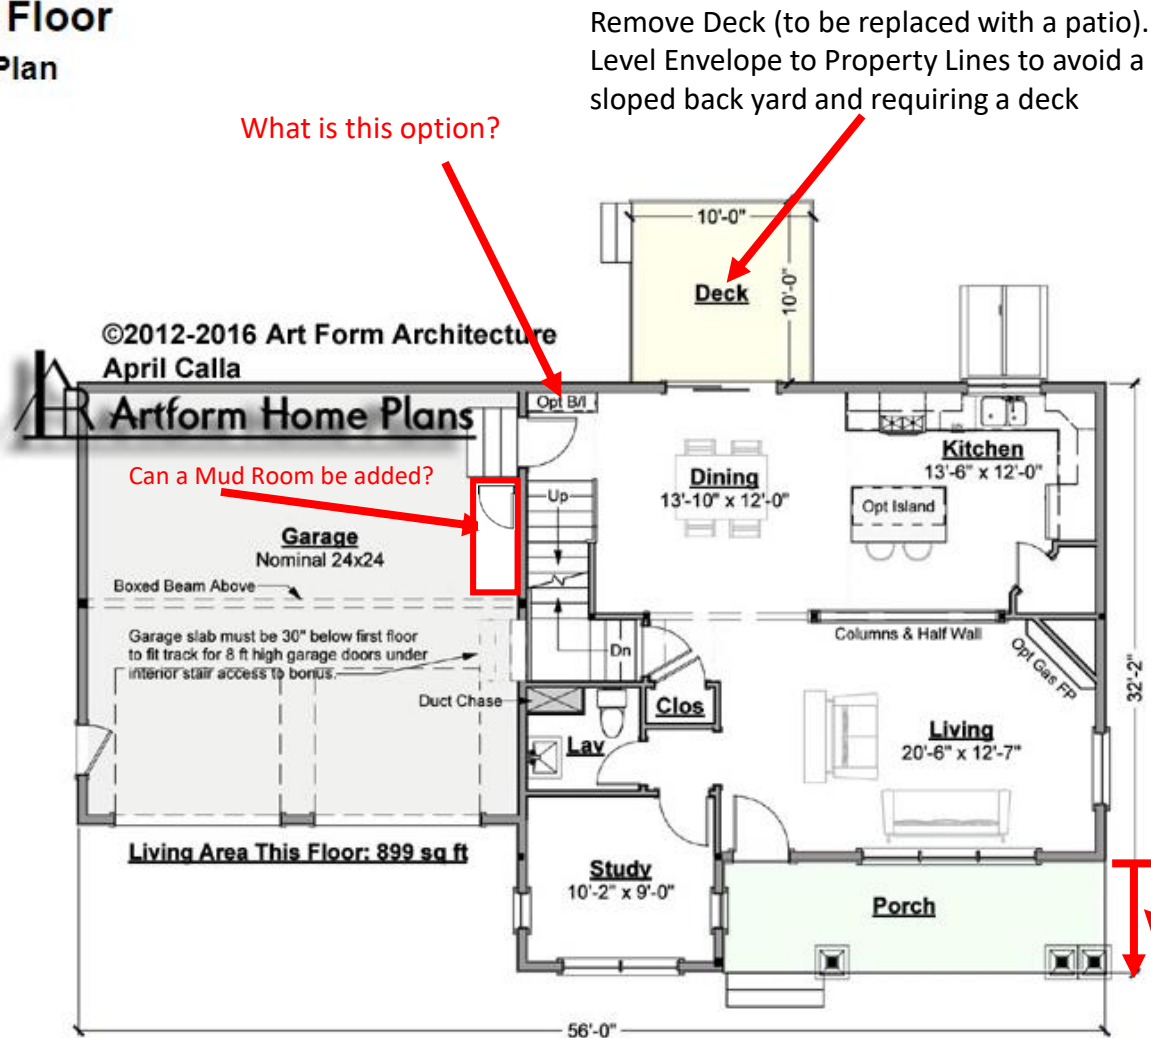 Floor
Plan
Remove Deck (to be replaced with a patio).
Level Envelope to Property Lines to avoid a
sloped back yard and requiring a deck
What is this option?
10'-0"
10'-0"
Deck
©2012-2016 Art Form Architecture
April Calla
Artform Home Plans
Opt B/I
Can a Mud Room be added?
Kitchen
13'-6" x 12'-0"
Dining
13'-10" x 12'-0"
Up
Opt Island
Garage
Nominal 24x24
Boxed Beam Above
Garage slab must be 30" below first floor
to fit track for 8 ft high garage doors under
interior stair access to bonus.
Columns & Half Wall
Dn
Opt Gas FP
32'-2"
Duct Chase
Clos
Lav
Living
20'-6" x 12'-7"
Living Area This Floor: 899 sq ft
Study
10'-2" x 9'-0"
Porch
56'-0"